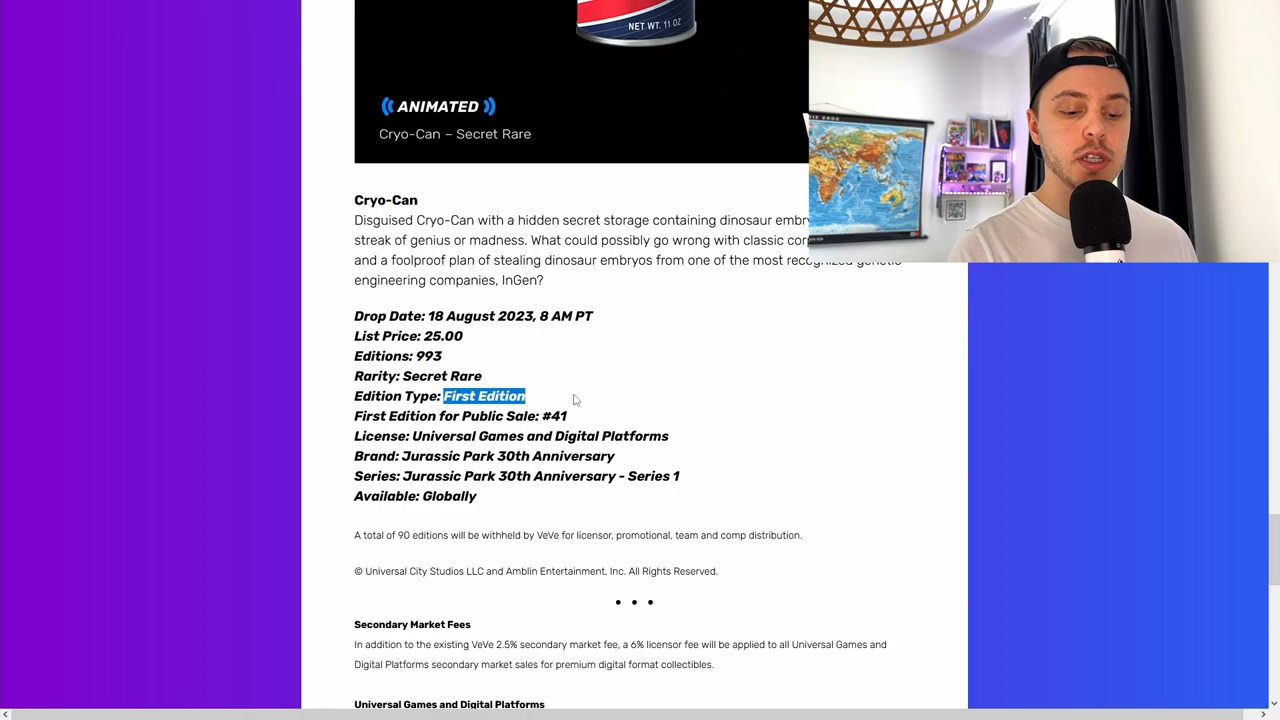 NET WT. 11 OZ
ANIMATED
Cryo-Can – Secret Rare
Cryo-Can
Disguised Cryo-Can with a hidden secret storage containing dinosaur
streak of genius or madness. What could possibly go wrong with classic
and a foolproof plan of stealing dinosaur embryos from one of the most recognized genetic
engineering companies, InGen?
Drop Date: 18 August 2023, 8 AM PT
List Price: 25.00
Editions: 993
Rarity: Secret Rare
Edition Type: First Edition
First Edition for Public Sale: #41
License: Universal Games and Digital Platforms
Brand: Jurassic Park 30th Anniversary
Series: Jurassic Park 30th Anniversary - Series 1
Available: Globally
A total of 90 editions will be withheld by VeVe for licensor, promotional, team and comp distribution.
© Universal City Studios LLC and Amblin Entertainment, Inc. All Rights Reserved.
Secondary Market Fees
In addition to the existing VeVe 2.5% secondary market fee, a 6% licensor fee will be applied to all Universal Games and
Digital Platforms secondary market sales for premium digital format collectibles.
Universal Games and Digital Platforms